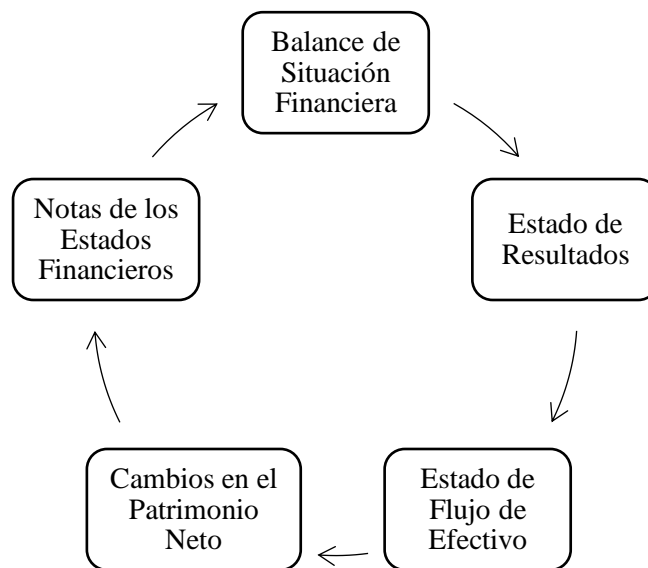 Balance de
Situación
Financiera
Estado de
Resultados
Estado de
Flujo de
Efectivo
Cambios en el
Patrimonio
Neto
Notas de los
Estados
Financieros